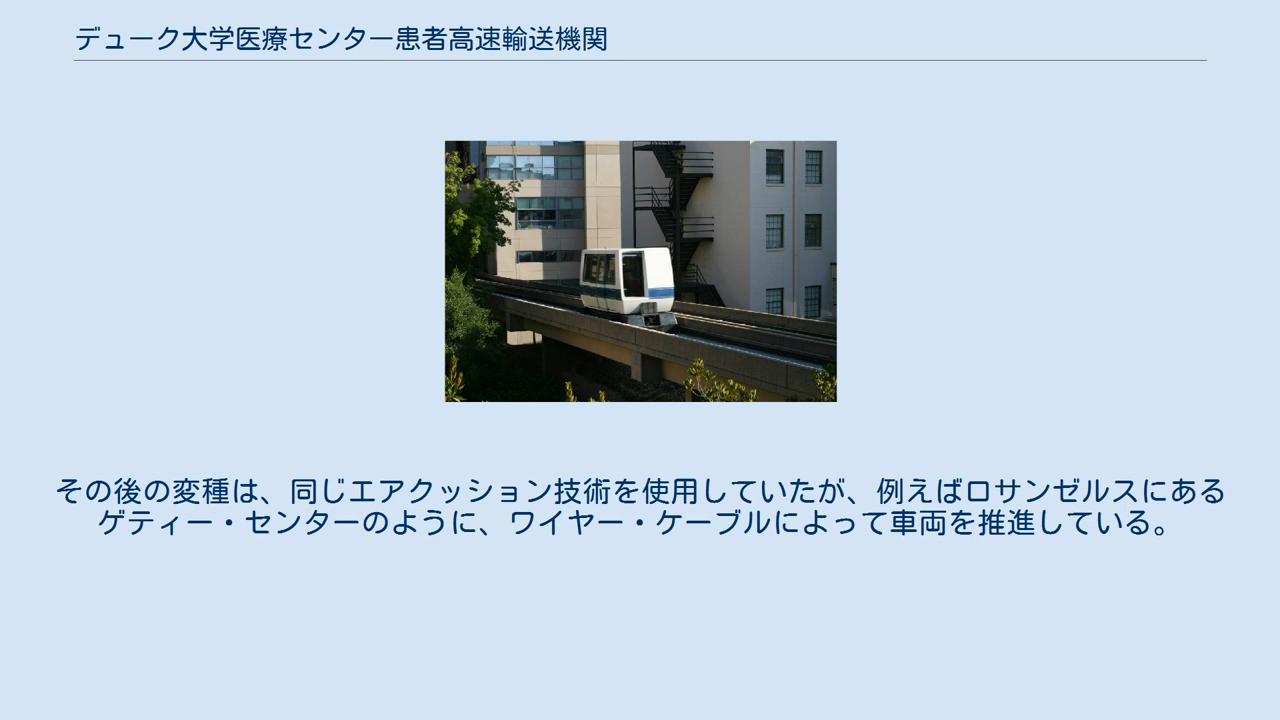 デューク大学医療センター患者高速輸送機関
その後の変種は、同じエアクッション技術を使用していたが、例えばロサンゼルスにある
ゲティー・センターのように、ワイヤー・ケーブルによって車両を推進している。